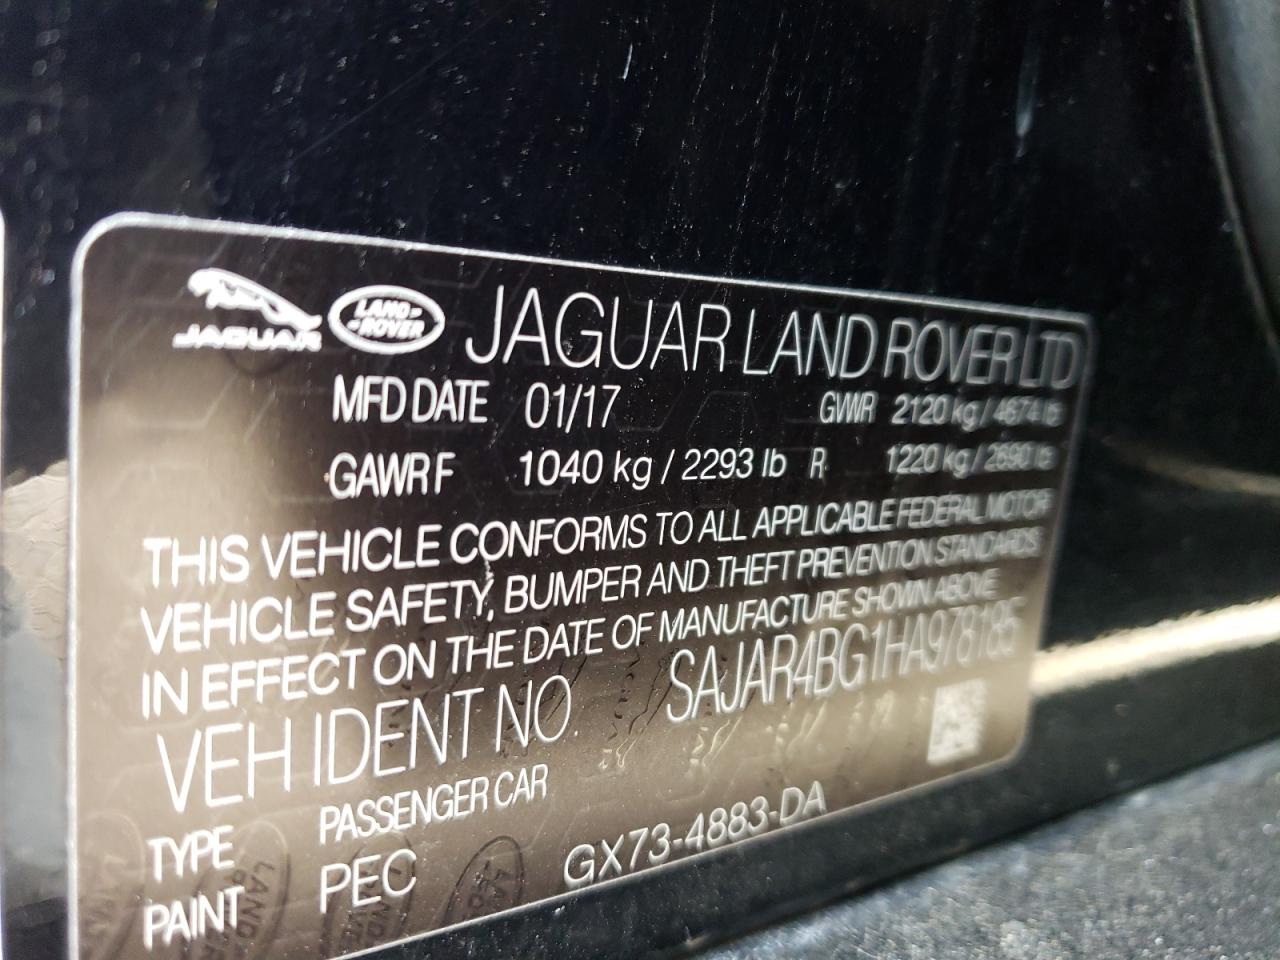 JAGUAR LAND-ROVER JAGUAR LAND ROVER LTD
MFD DATE 01/17 GVWR 2120 kg / 4674 lb
GAWR F 1040 kg / 2293 lb R 1220 kg / 2690 lb
THIS VEHICLE CONFORMS TO ALL APPLICABLE FEDERAL MOTOR
VEHICLE SAFETY, BUMPER AND THEFT PREVENTION STANDARDS
IN EFFECT ON THE DATE OF MANUFACTURE SHOWN ABOVE
VEH IDENT NO.
TYPE PASSENGER CAR
PAINT PEC GX73-4883-DA